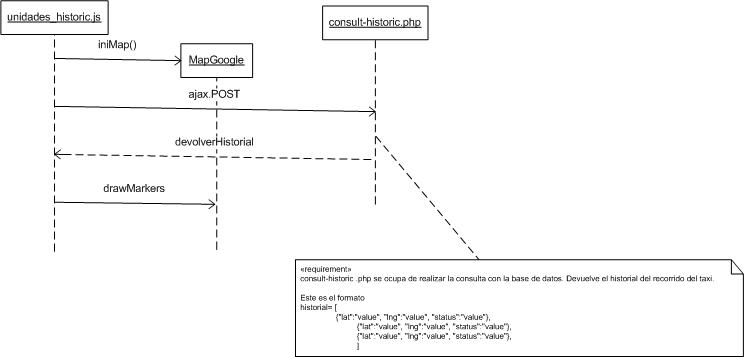 unidades_historic.js
consult-historic.php
iniMap()
MapGoogle
ajax.POST
devolverHistorial
drawMarkers
«requirement»
consult-historic .php se ocupa de realizar la consulta con la base de datos. Devuelve el historial del recorrido del taxi.
Este es el formato
historial= [
{"lat":"value", "lng":"value", "status":"value"},
{"lat":"value", "lng":"value", "status":"value"},
{"lat":"value", "lng":"value", "status":"value"},
]